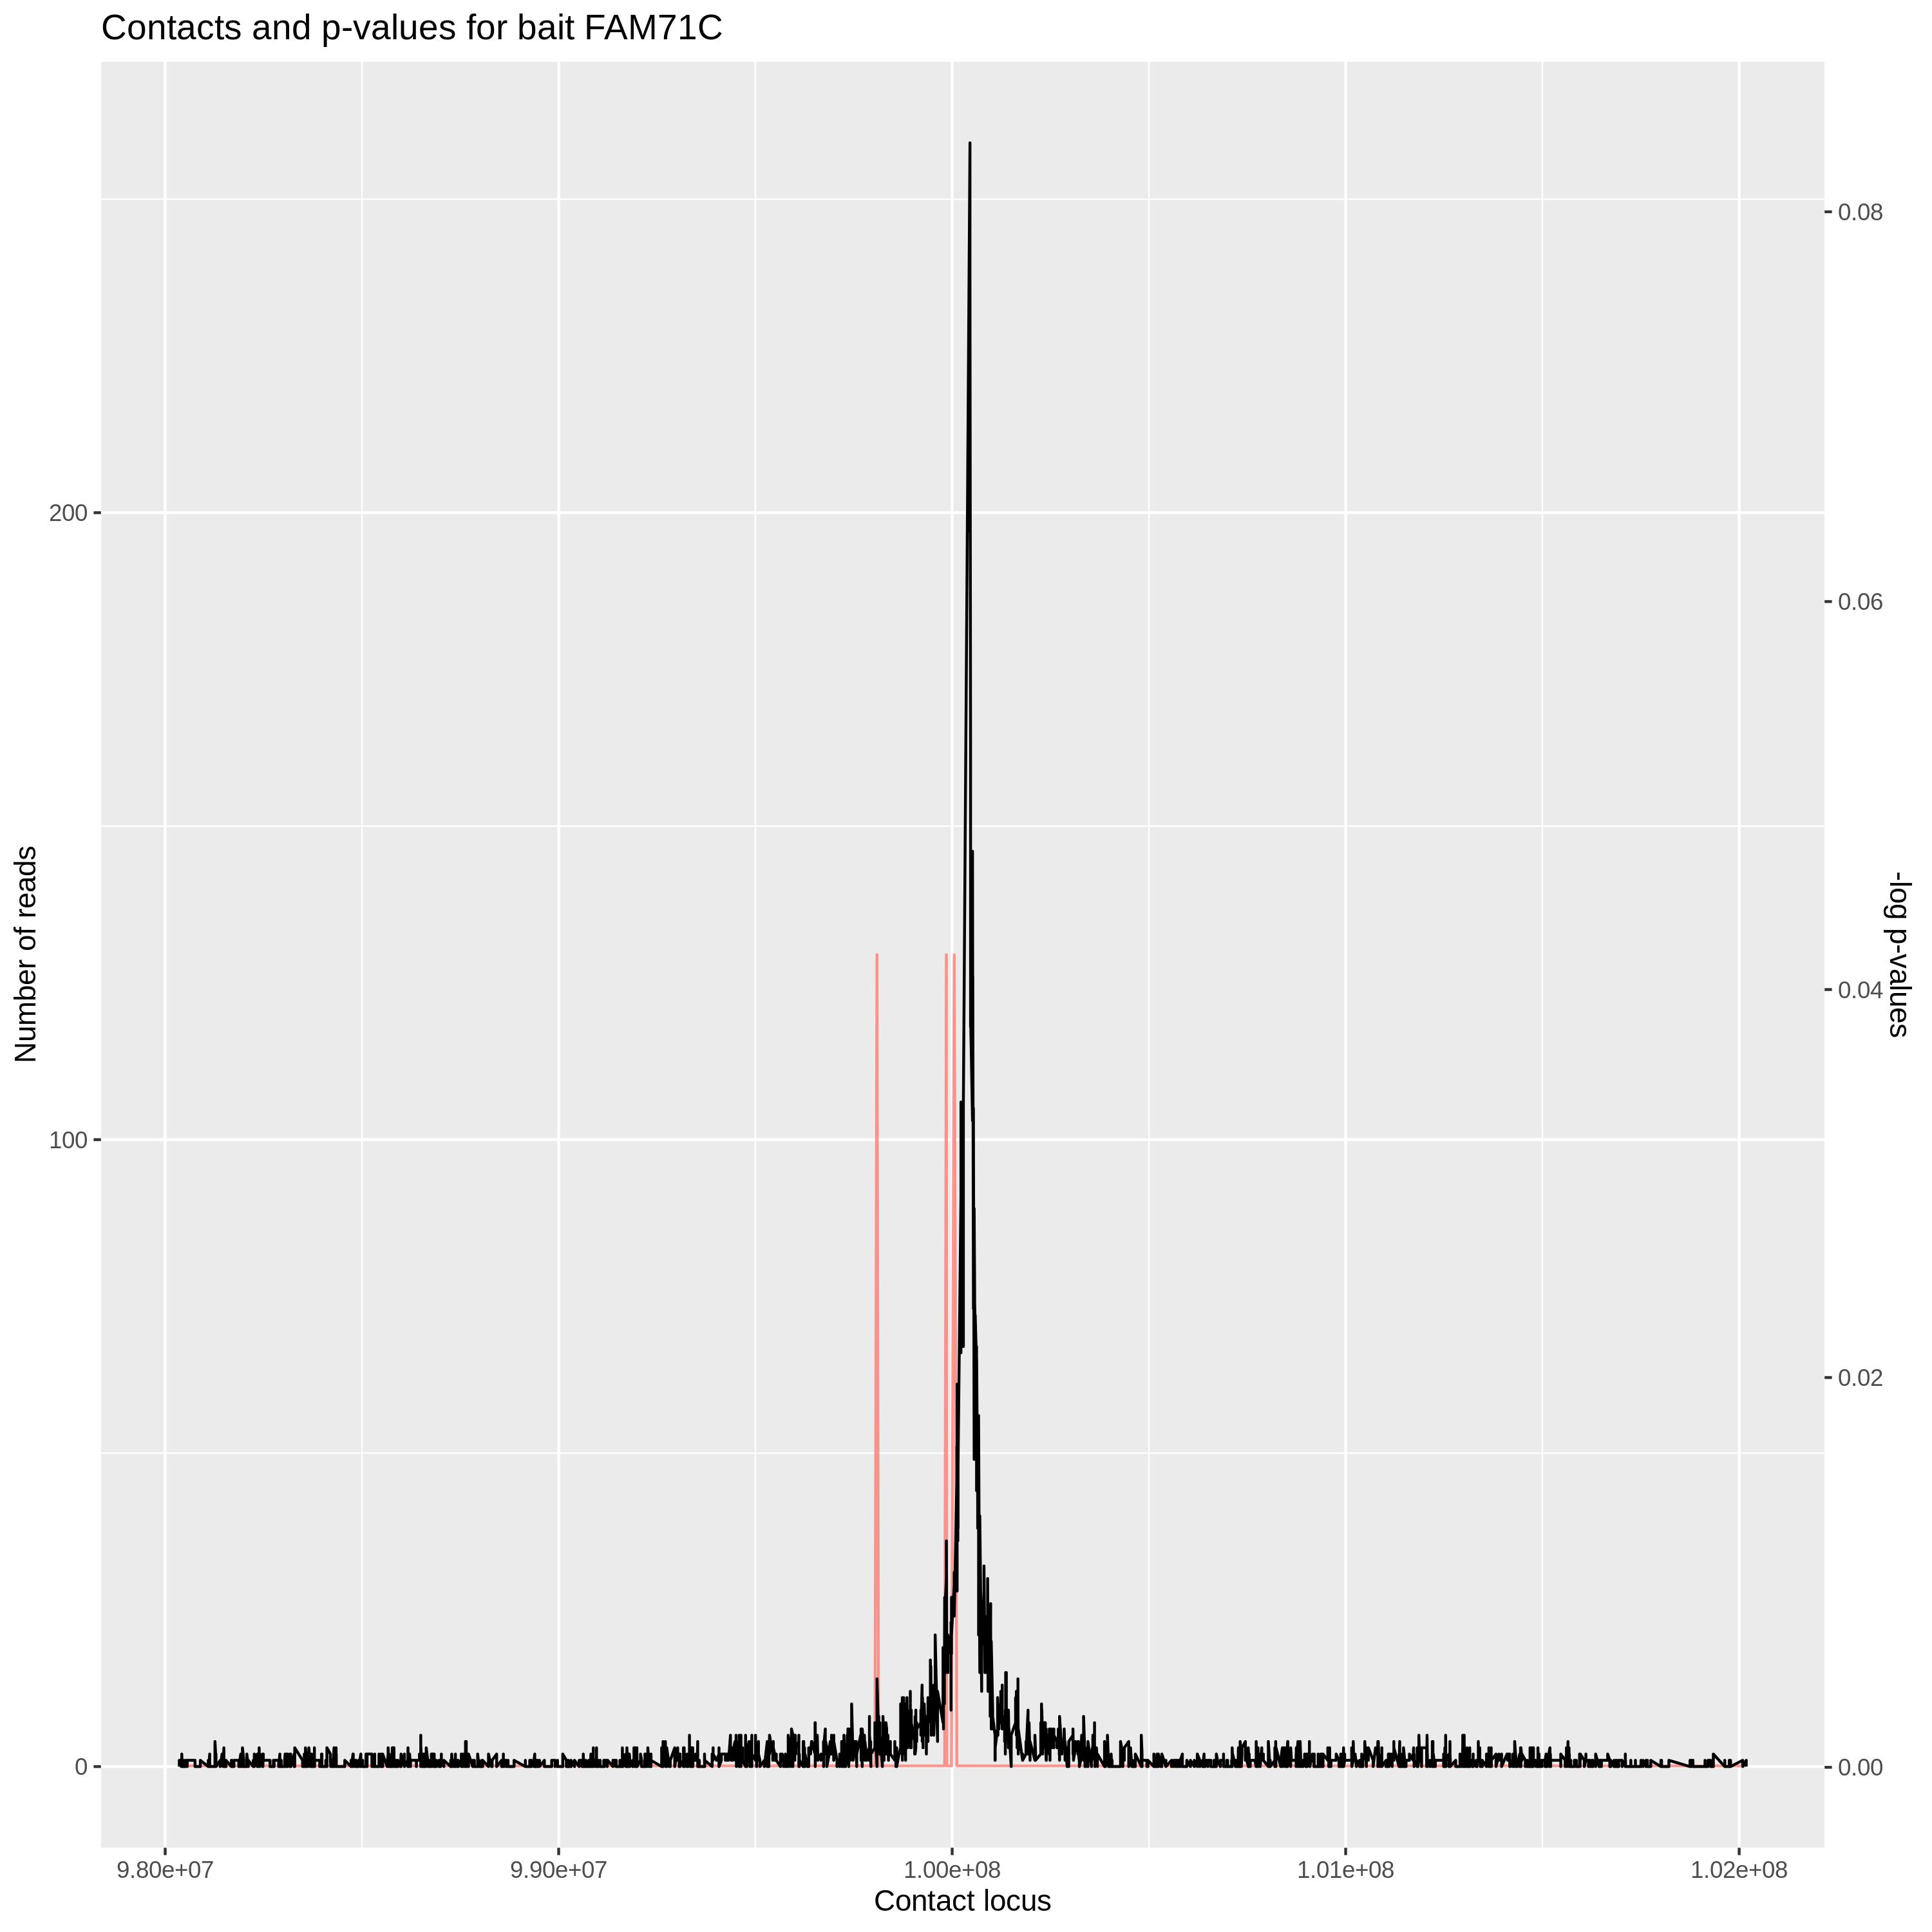 Contacts and p-values for bait FAM71C
Number of reads
200
100
0
0.08
0.06
0.04
0.02
0.00
-log p-values
9.80e+07
9.90e+07
1.00e+08
1.01e+08
1.02e+08
Contact locus